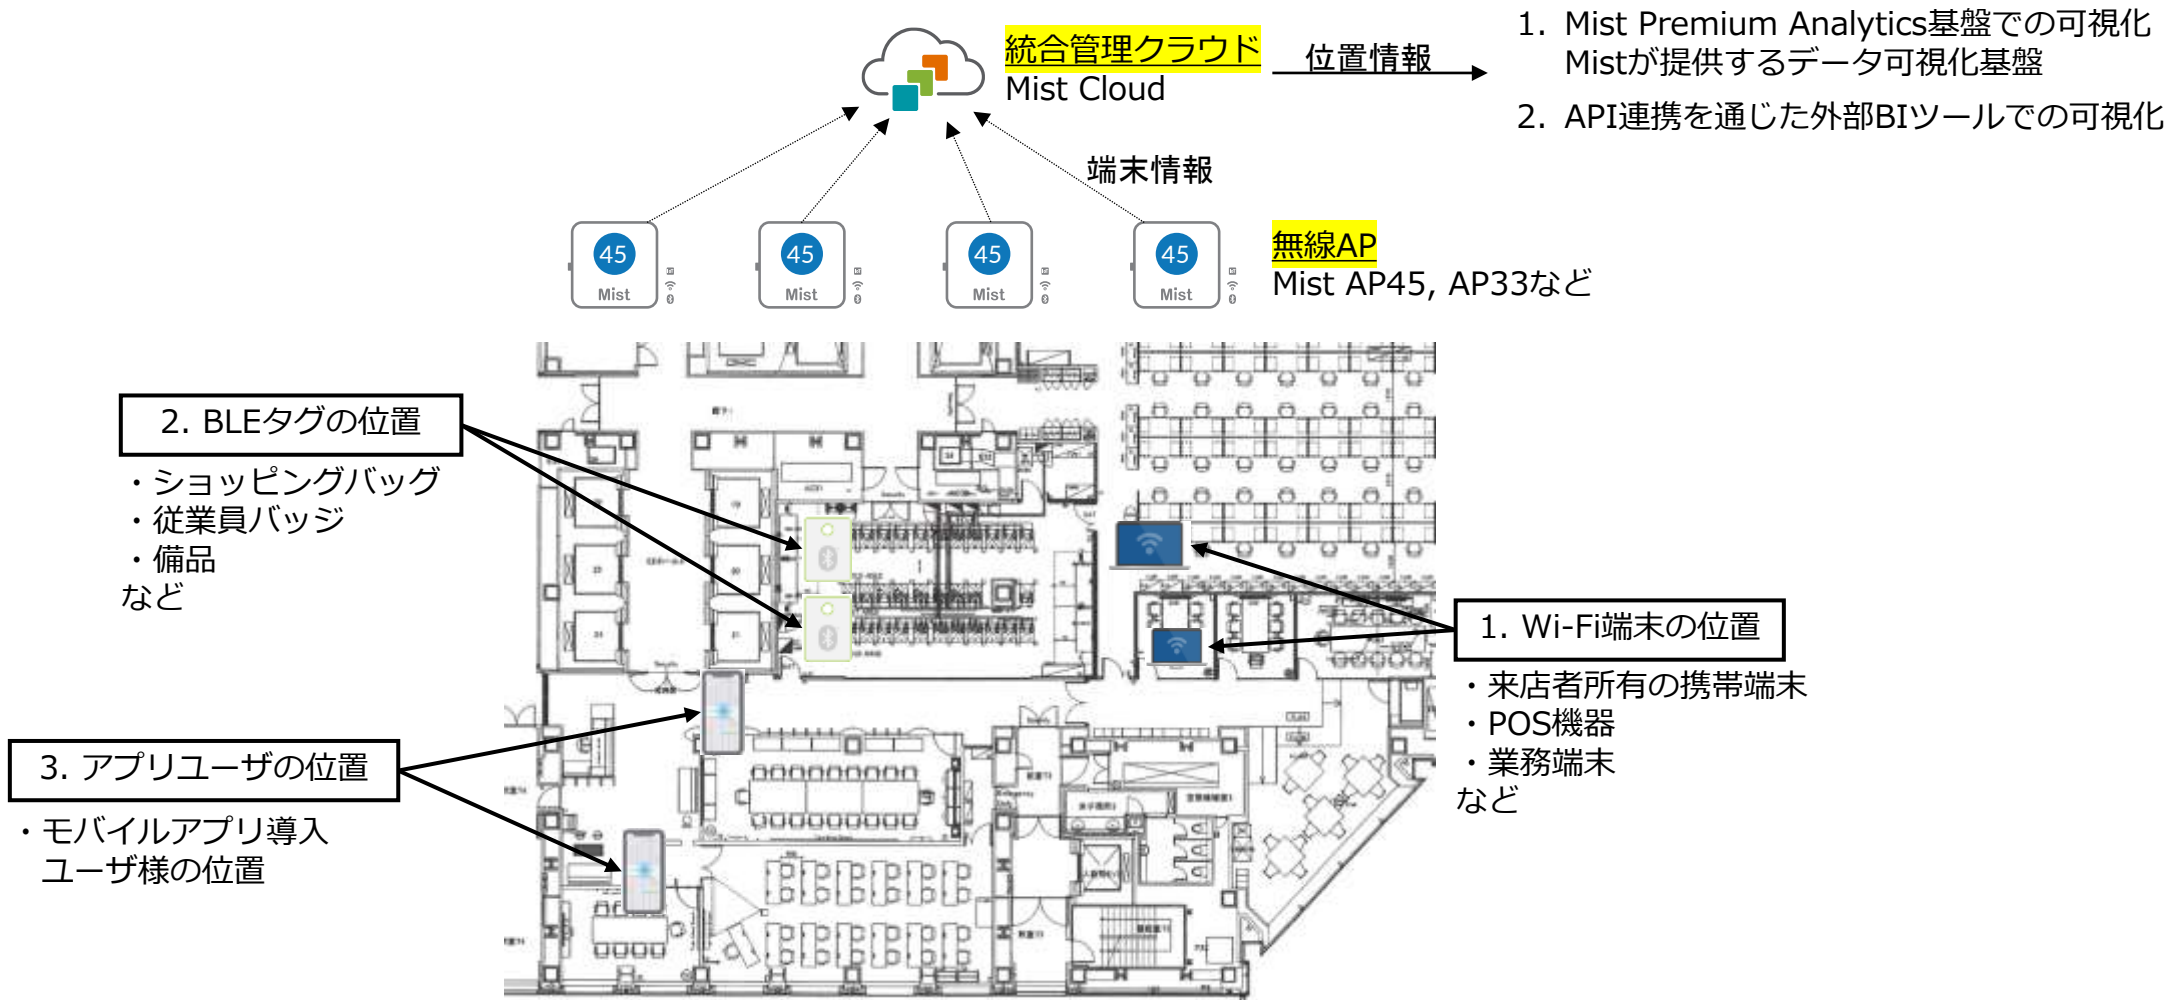 統合管理クラウド
Mist Cloud
位置情報
1. Mist Premium Analytics基盤での可視化
Mistが提供するデータ可視化基盤
2. API連携を通じた外部BIツールでの可視化
端末情報
45
Mist
45
Mist
45
Mist
45
Mist
無線AP
Mist AP45, AP33など
2. BLEタグの位置
・ショッピングバッグ
・従業員バッジ
・備品
など
1. Wi-Fi端末の位置
・来店者所有の携帯端末
・POS機器
・業務端末
など
3. アプリユーザの位置
・モバイルアプリ導入
ユーザ様の位置